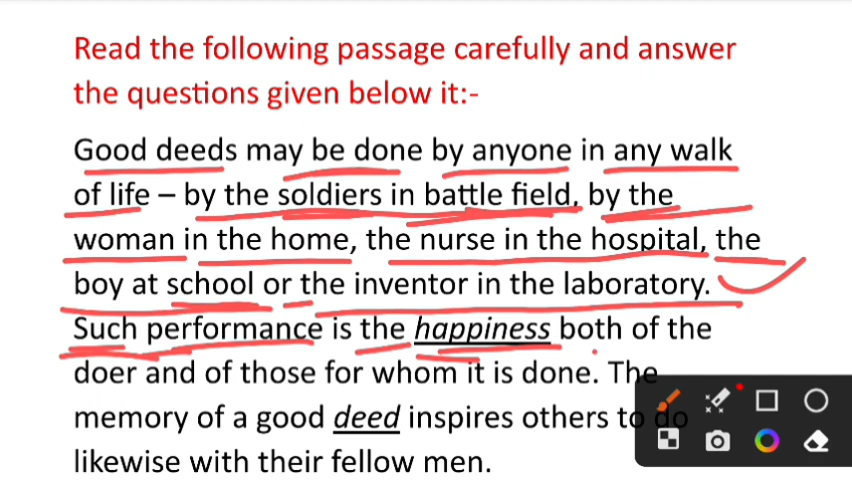 Read the following passage carefully and answer
the questions given below it:-
Good deeds may be done by anyone in any walk
of life – by the soldiers in battle field, by the
woman in the home, the nurse in the hospital, the
boy at school or the inventor in the laboratory.
Such performance is the happiness both of the
doer and of those for whom it is done. The
memory of a good deed inspires others to do
likewise with their fellow men.